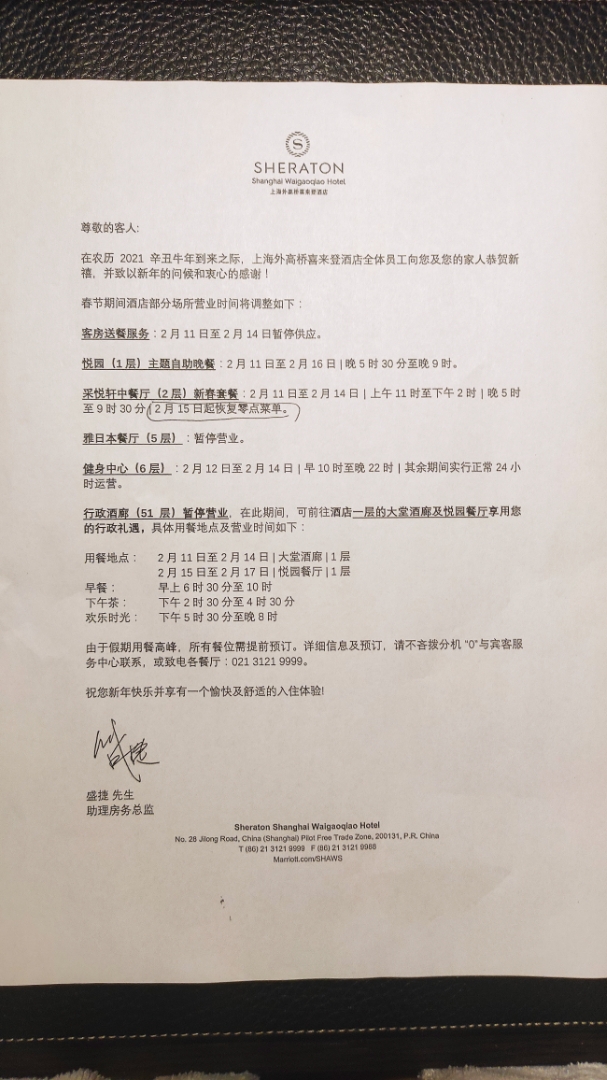 S
SHERATON
Shanghai Waigaoqiao Hotel
上海外高桥喜来登酒店
尊敬的客人:
在农历 2021 辛丑牛年到来之际，上海外高桥喜来登酒店全体员工向您及您的家人恭贺新
禧，并致以新年的问候和衷心的感谢！
春节期间酒店部分场所营业时间将调整如下：
客房送餐服务：2 月 11 日至 2 月 14 日暂停供应。
悦园（1 层）主题自助晚餐：2 月 11 日至 2 月 16 日 | 晚 5 时 30 分至晚 9 时。
采悦轩中餐厅（2 层）新春套餐：2 月 11 日至 2 月 14 日 | 上午 11 时至下午 2 时 | 晚 5 时
至 9 时 30 分 2 月 15 日起恢复零点菜单。
雅日本餐厅（5 层）：暂停营业。
健身中心（6 层）：2 月 12 日至 2 月 14 日 | 早 10 时至晚 22 时 | 其余期间实行正常 24 小
时运营。
行政酒廊（51 层）暂停营业，在此期间，可前往酒店一层的大堂酒廊及悦园餐厅享用您
的行政礼遇，具体用餐地点及营业时间如下：
用餐地点： 2 月 11 日至 2 月 14 日 | 大堂酒廊 | 1 层
2 月 15 日至 2 月 17 日 | 悦园餐厅 | 1 层
早餐： 早上 6 时 30 分至 10 时
下午茶： 下午 2 时 30 分至 4 时 30 分
欢乐时光： 下午 5 时 30 分至晚 8 时
由于假期用餐高峰，所有餐位需提前预订。详细信息及预订，请不吝拨分机 “0”与宾客服
务中心联系，或致电各餐厅：021 3121 9999。
祝您新年快乐并享有一个愉快及舒适的入住体验!
盛捷
盛捷 先生
助理房务总监
Sheraton Shanghai Waigaoqiao Hotel
No. 28 Jilong Road, China (Shanghai) Pilot Free Trade Zone, 200131, P.R. China
T (86) 21 3121 9999 F (86) 21 3121 9988
Marriott.com/SHAWS